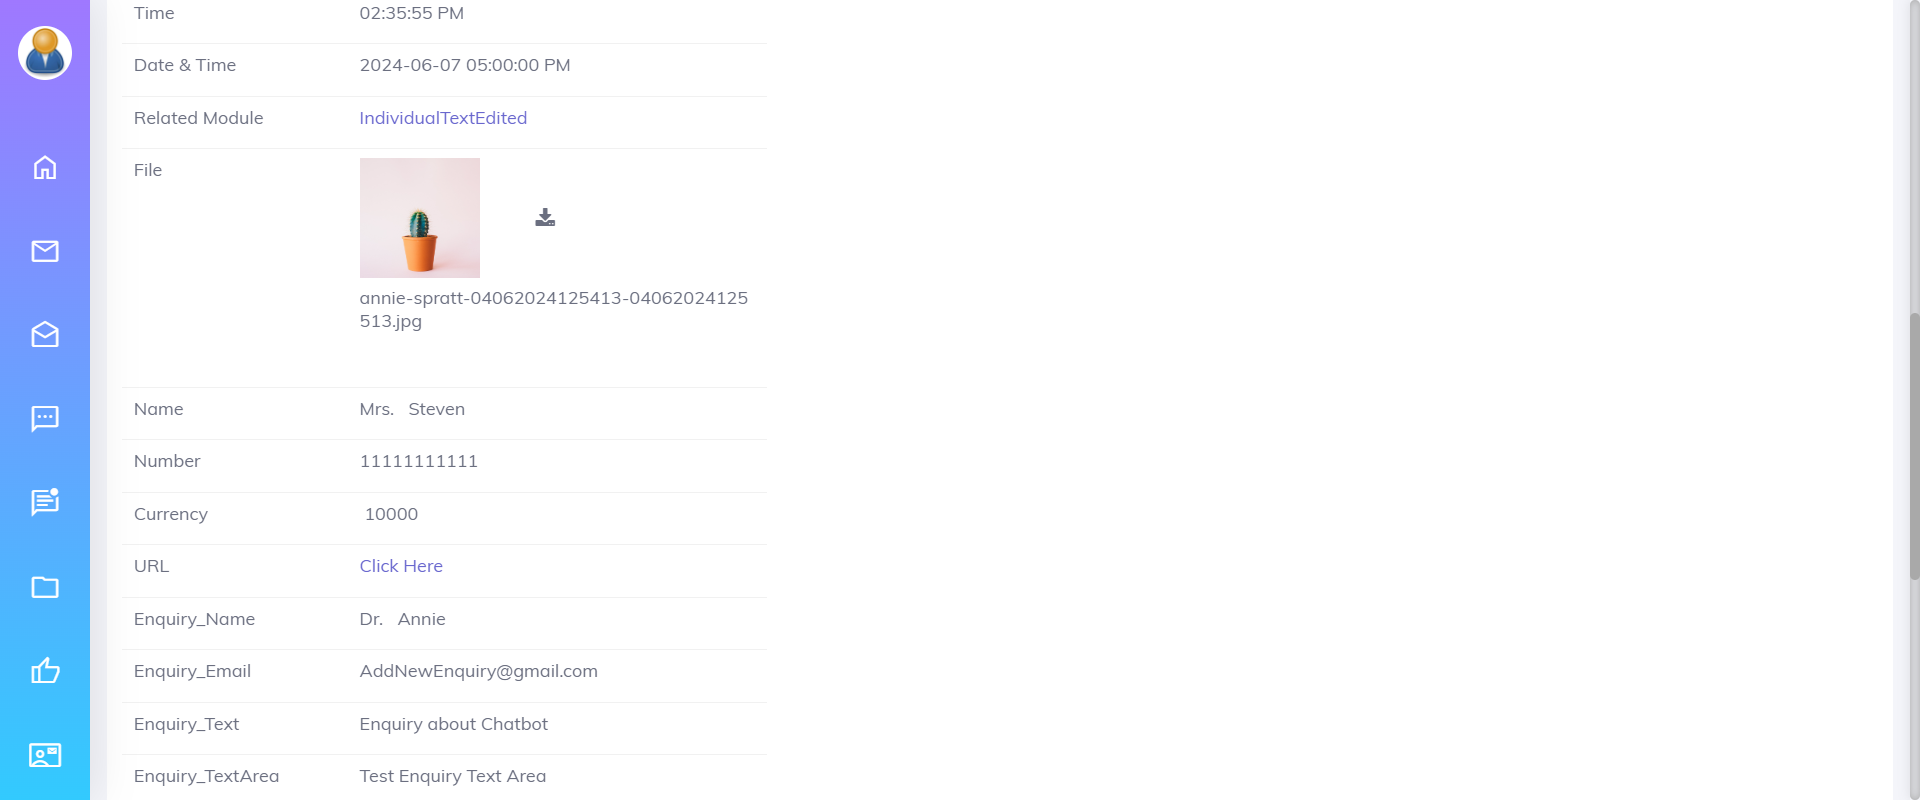 Time 02:35:55 PM
Date & Time 2024-06-07 05:00:00 PM
Related Module IndividualTextEdited
File
annie-spratt-04062024125413-04062024125
513.jpg
Name Mrs. Steven
Number 11111111111
Currency 10000
URL Click Here
Enquiry_Name Dr. Annie
Enquiry_Email AddNewEnquiry@gmail.com
Enquiry_Text Enquiry about Chatbot
Enquiry_TextArea Test Enquiry Text Area